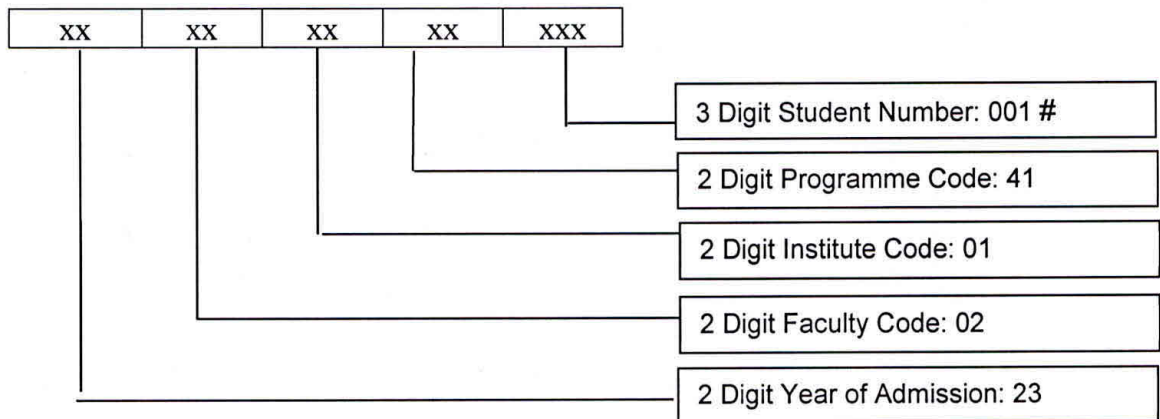 xx xx xx xx xxx
3 Digit Student Number: 001 #
2 Digit Programme Code: 41
2 Digit Institute Code: 01
2 Digit Faculty Code: 02
2 Digit Year of Admission: 23